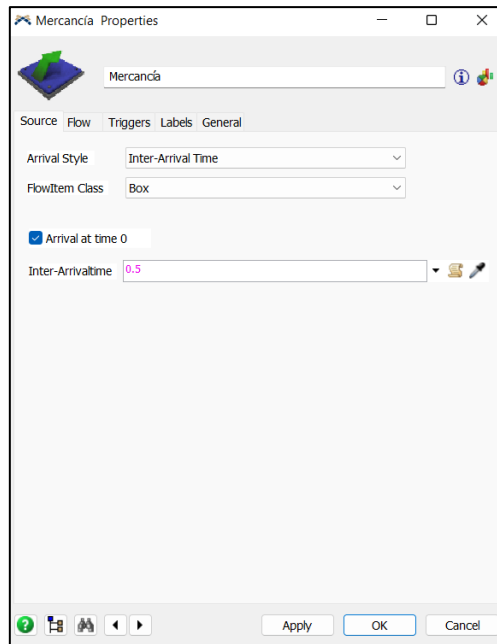 Mercancía Properties
Mercancía
Source Flow Triggers Labels General
Arrival Style Inter-Arrival Time
FlowItem Class Box
Arrival at time 0
Inter-Arrivaltime 0.5
Apply OK Cancel